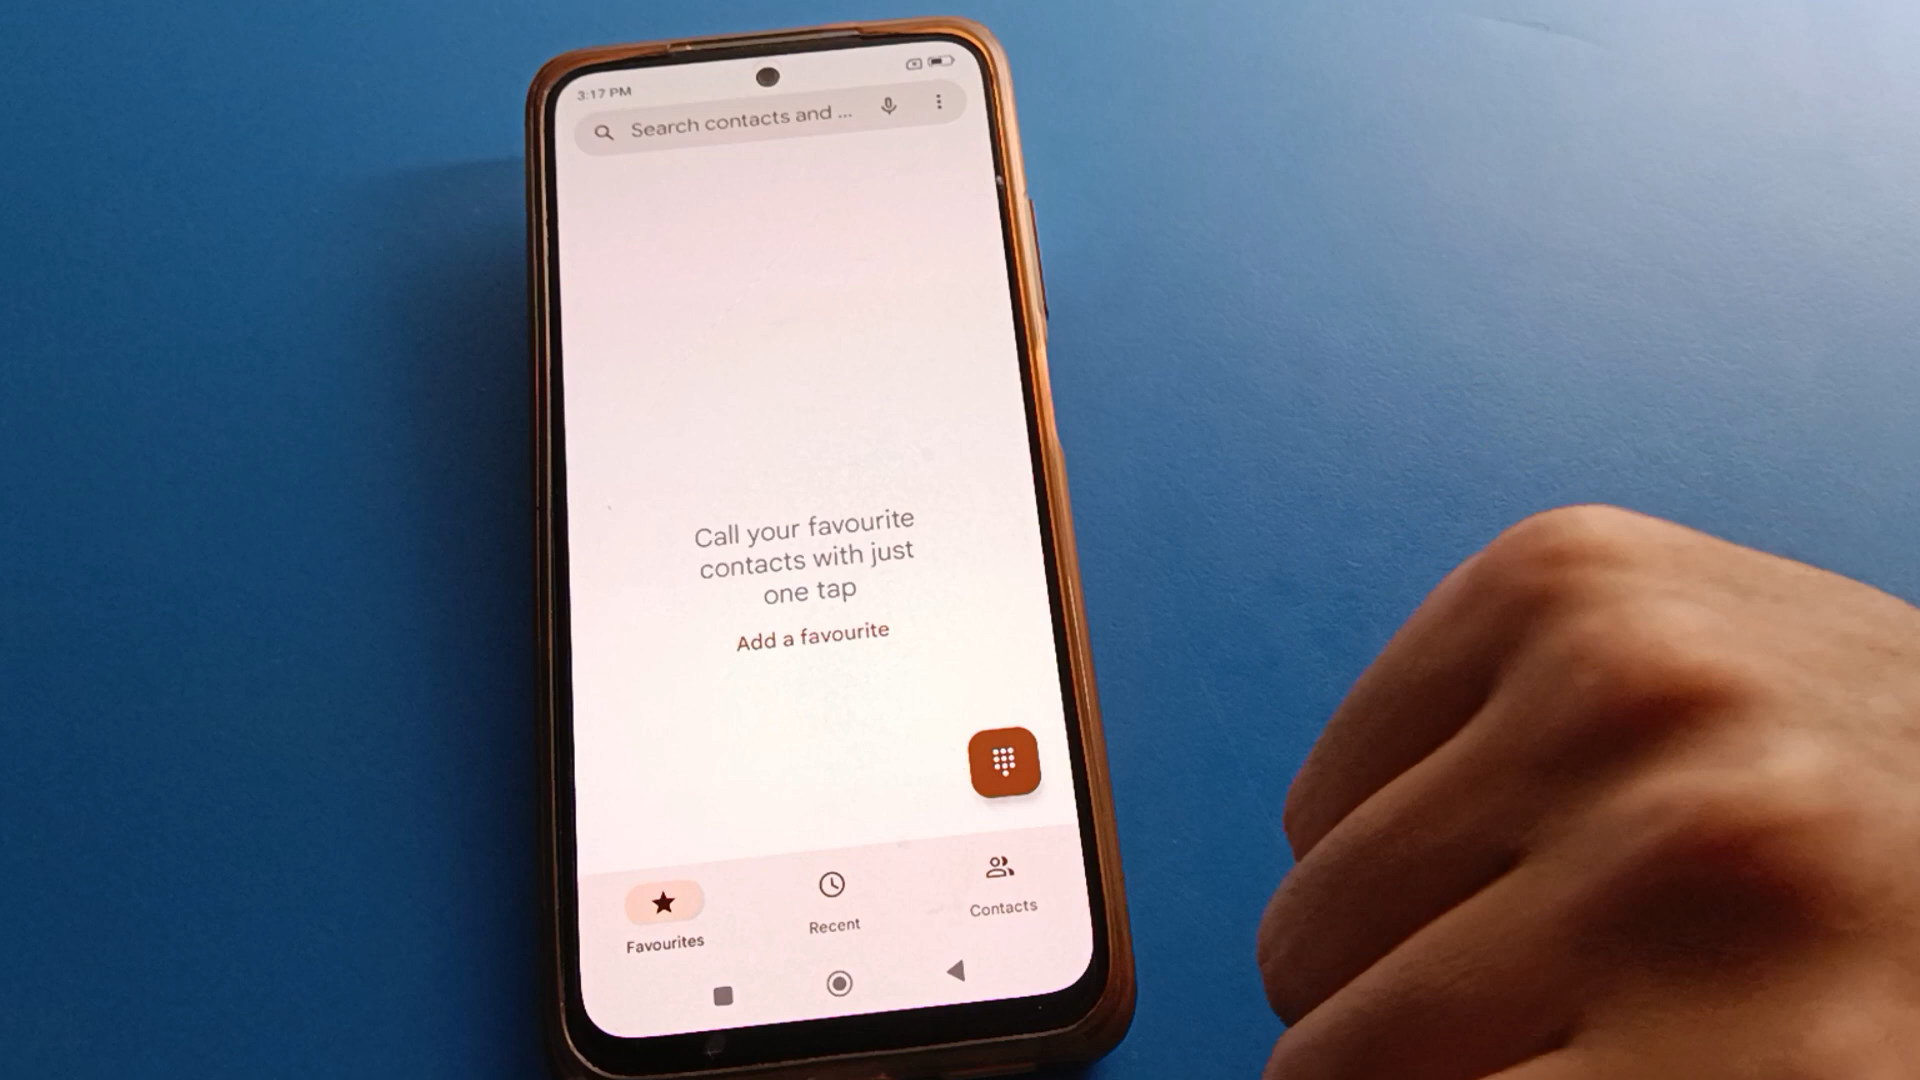 3:17 PM
Search contacts and ...
Call your favourite
contacts with just
one tap
Add a favourite
Favourites
Recent
Contacts